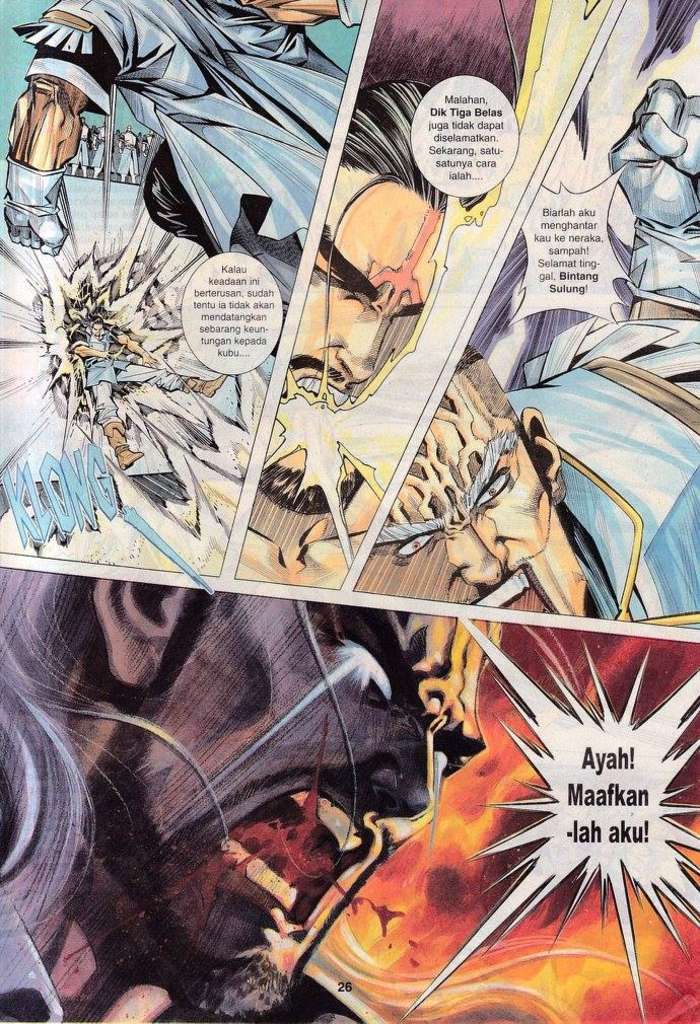 Kalau
keadaan ini
berterusan, sudah
tentu ia tidak akan
mendatangkan
sebarang keun-
tungan kepada
kubu....
KLONG
Malahan,
Dik Tiga Belas
juga tidak dapat
diselamatkan.
Sekarang, satu-
satunya cara
ialah....
Biarlah aku
menghantar
kau ke neraka,
sampah!
Selamat ting-
gal, Bintang
Sulung!
Ayah!
Maafkan
-lah aku!
26